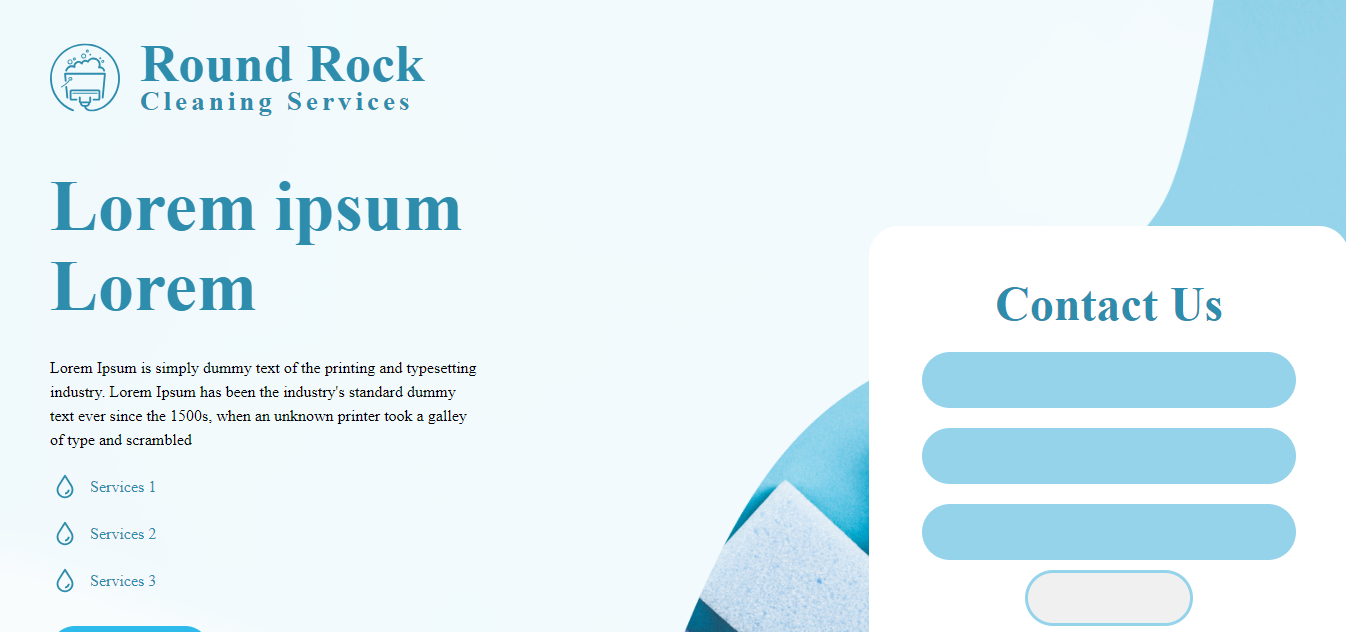 Round Rock
Cleaning Services
Lorem ipsum
Lorem
Lorem Ipsum is simply dummy text of the printing and typesetting
industry. Lorem Ipsum has been the industry's standard dummy
text ever since the 1500s, when an unknown printer took a galley
of type and scrambled
Services 1
Services 2
Services 3
Contact Us